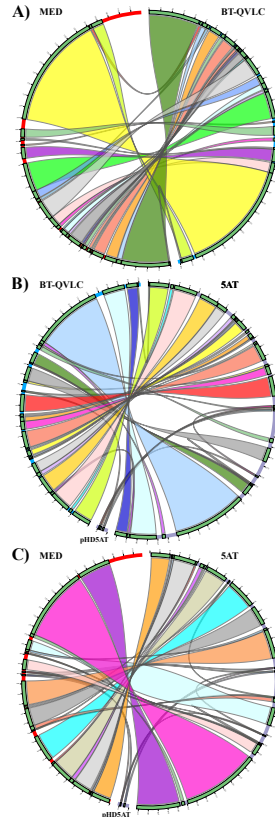 A)
MED BT-QVLC
B)
BT-QVLC 5AT
pHD5AT
C)
MED 5AT
pHD5AT